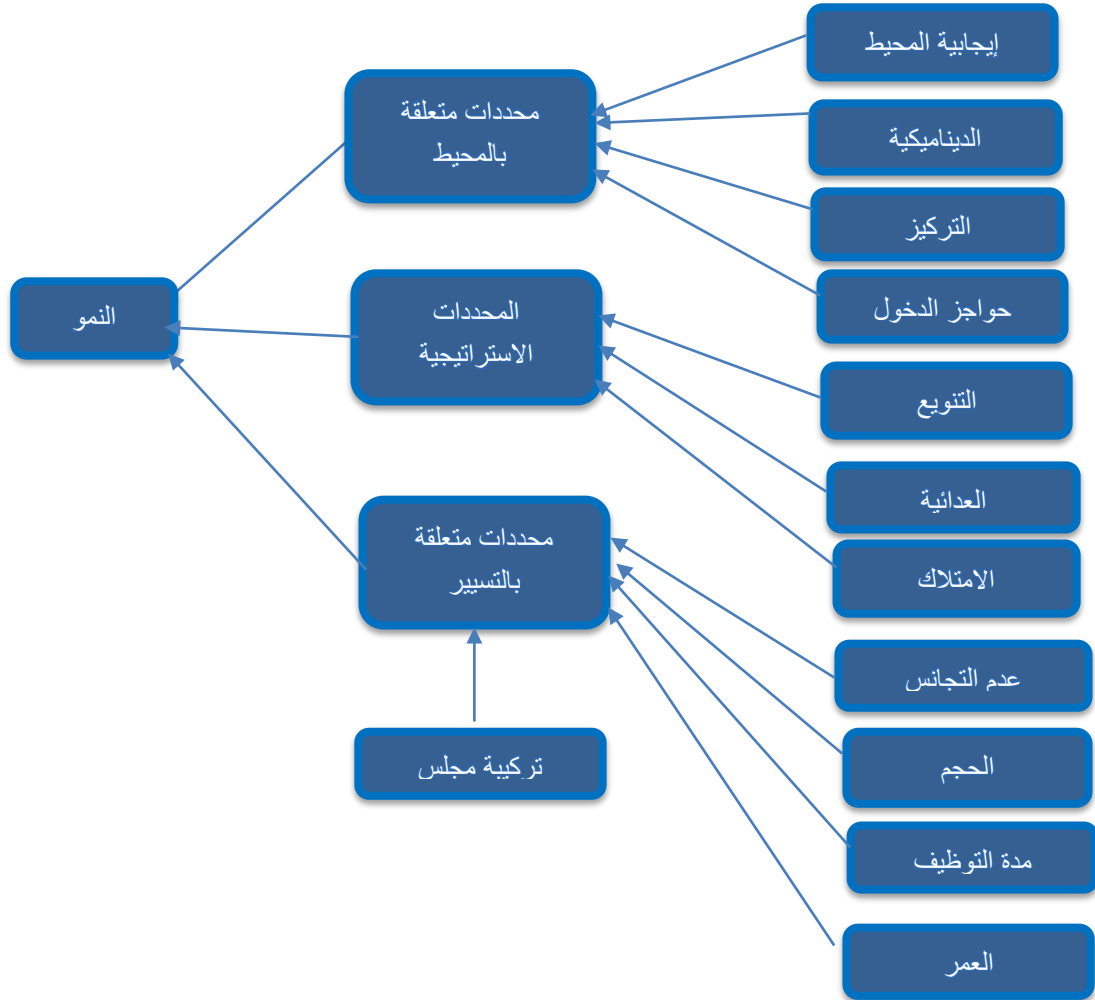 إيجابية المحيط
محددات متعلقة
بالمحيط
الديناميكية
التركيز
حواجز الدخول
النمو
المحددات
الاستراتيجية
التنويع
العدائية
الامتلاك
محددات متعلقة
بالتسيير
عدم التجانس
تركيبة مجلس
الحجم
مدة التوظيف
العمر